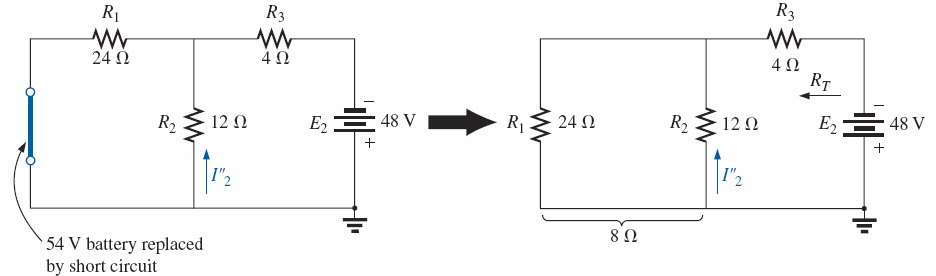 R1
24 Ω
R3
4 Ω
R2
12 Ω
I"2
E2
−
48 V
+
54 V battery replaced
by short circuit
R1
24 Ω
R2
12 Ω
I"2
8 Ω
R3
4 Ω
RT
E2
−
48 V
+